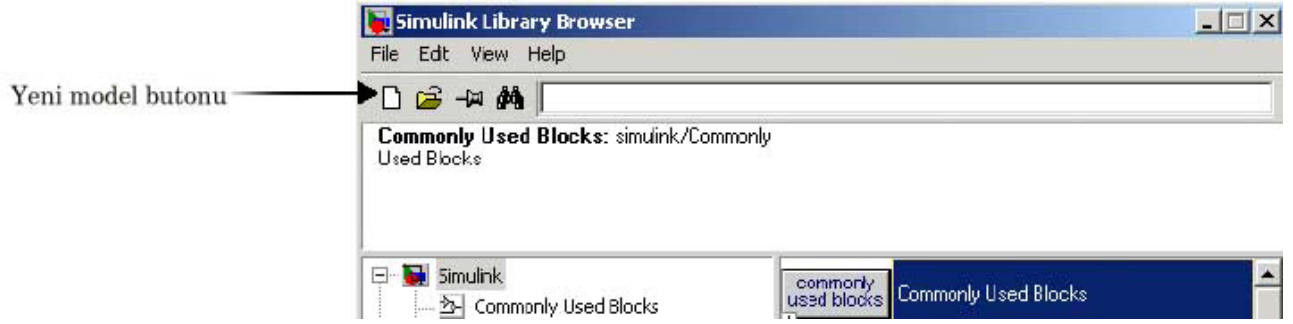 Simulink Library Browser
File Edit View Help
Yeni model butonu
Commonly Used Blocks: simulink/Commonly
Used Blocks
Simulink
Commonly Used Blocks
commonly
used blocks
Commonly Used Blocks